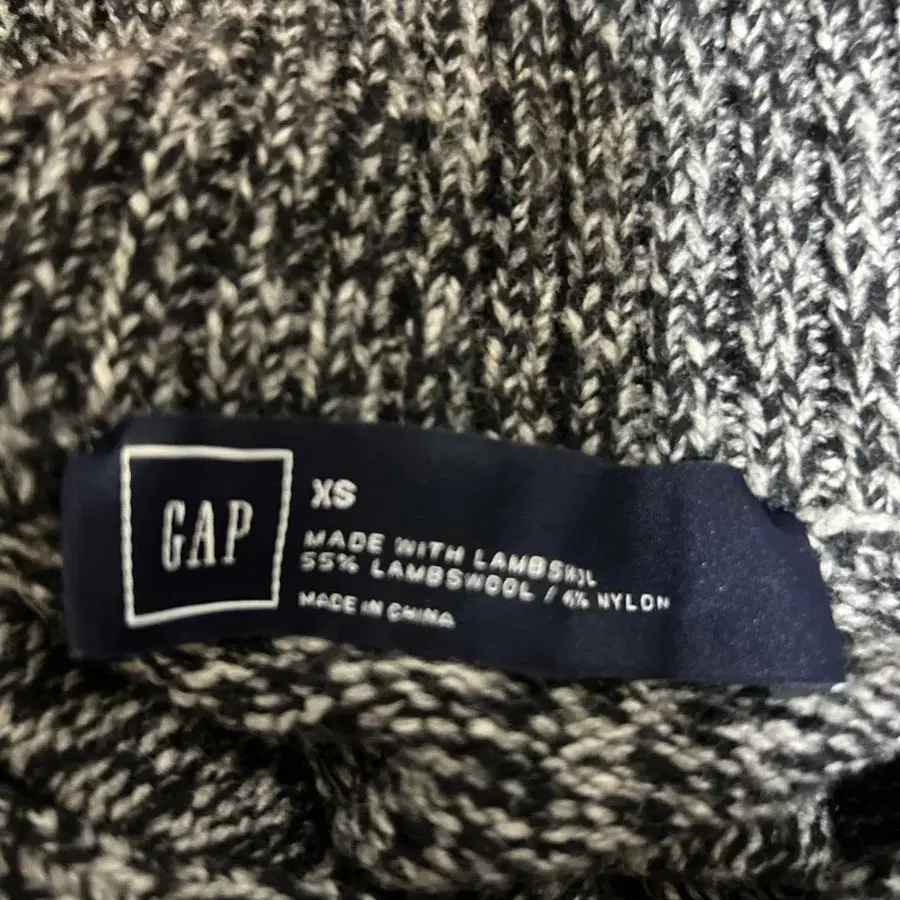 GAP
XS
MADE WITH LAMBSWOOL
55% LAMBSWOOL / 4% NYLON
MADE IN CHINA